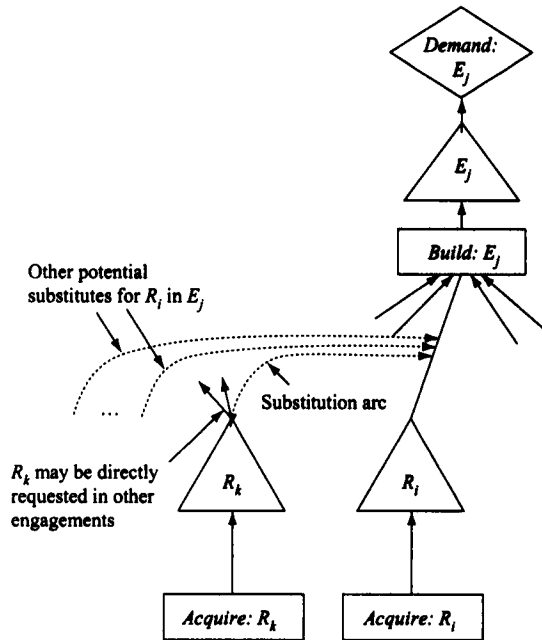 Demand:
E_j
E_j
Build: E_j
Other potential
substitutes for R_i in E_j
...
Substitution arc
R_k may be directly
requested in other
engagements
R_k
R_i
Acquire: R_k
Acquire: R_i